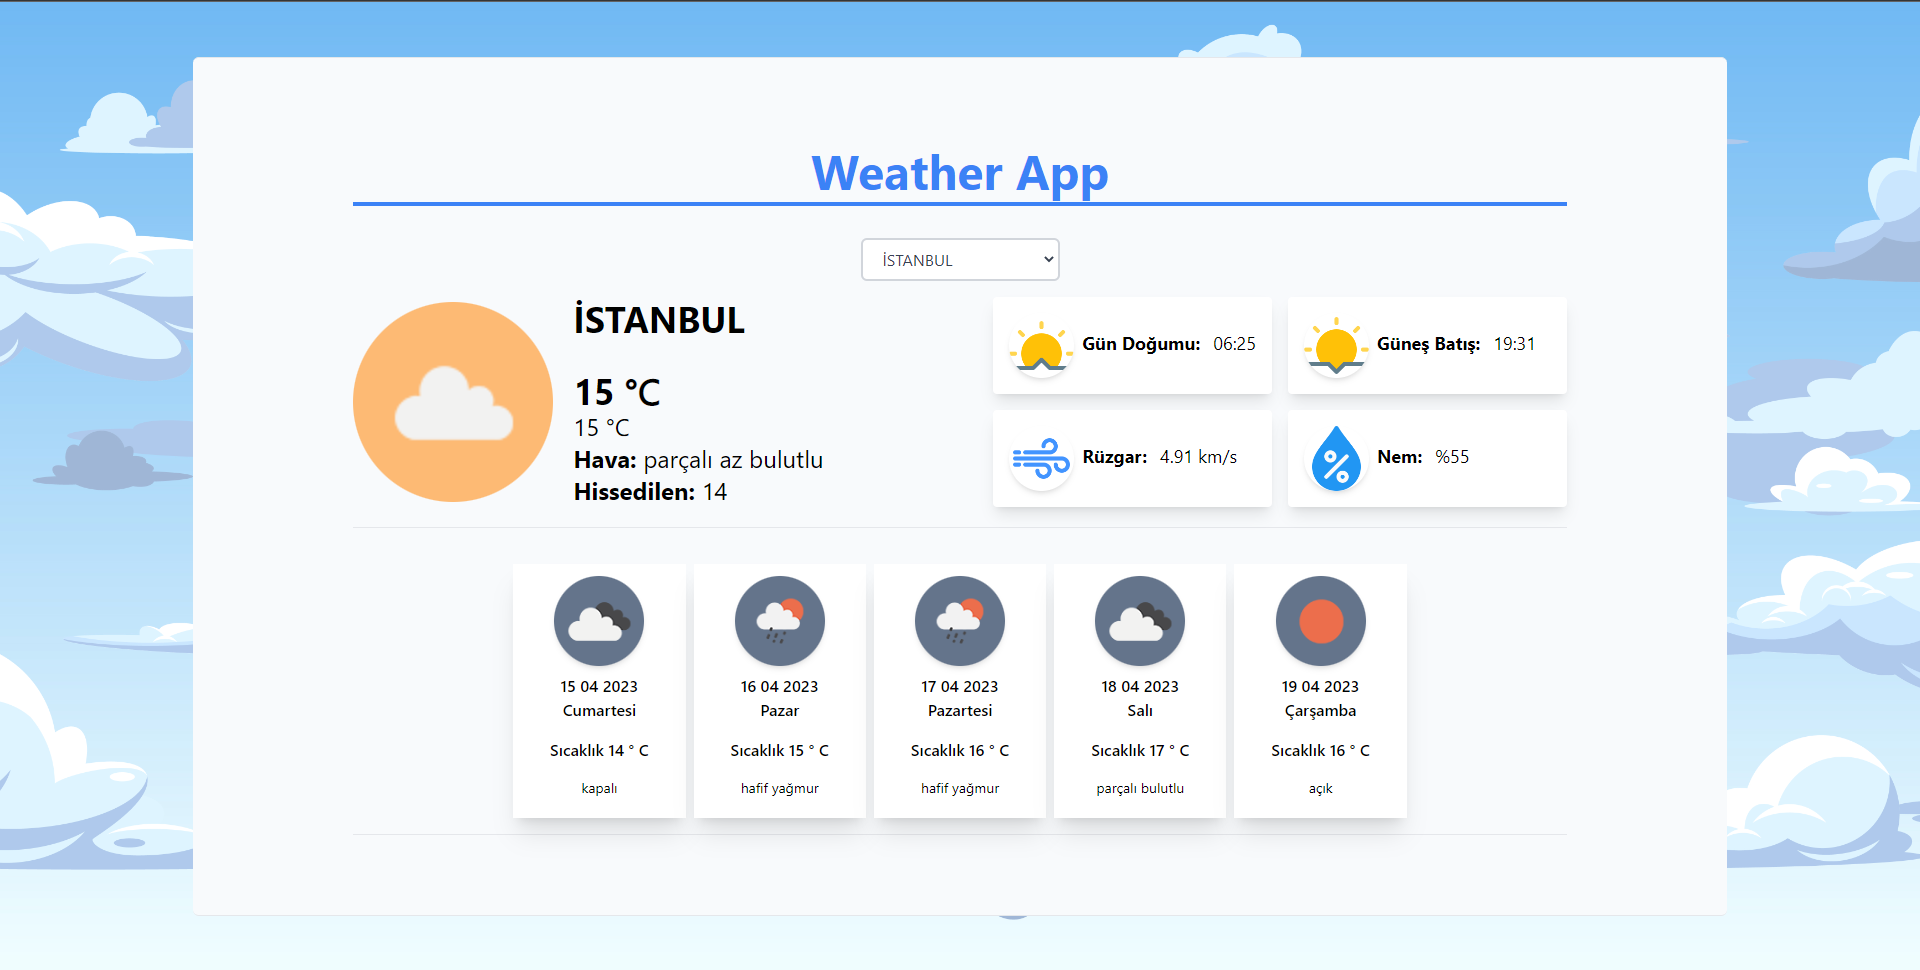 Weather App
İSTANBUL
İSTANBUL
15 °C
15 °C
Hava: parçalı az bulutlu
Hissedilen: 14
Gün Doğumu: 06:25
Güneş Batış: 19:31
Rüzgar: 4.91 km/s
Nem: %55
15 04 2023
Cumartesi
Sıcaklık 14 ° C
kapalı
16 04 2023
Pazar
Sıcaklık 15 ° C
hafif yağmur
17 04 2023
Pazartesi
Sıcaklık 16 ° C
hafif yağmur
18 04 2023
Salı
Sıcaklık 17 ° C
parçalı bulutlu
19 04 2023
Çarşamba
Sıcaklık 16 ° C
açık